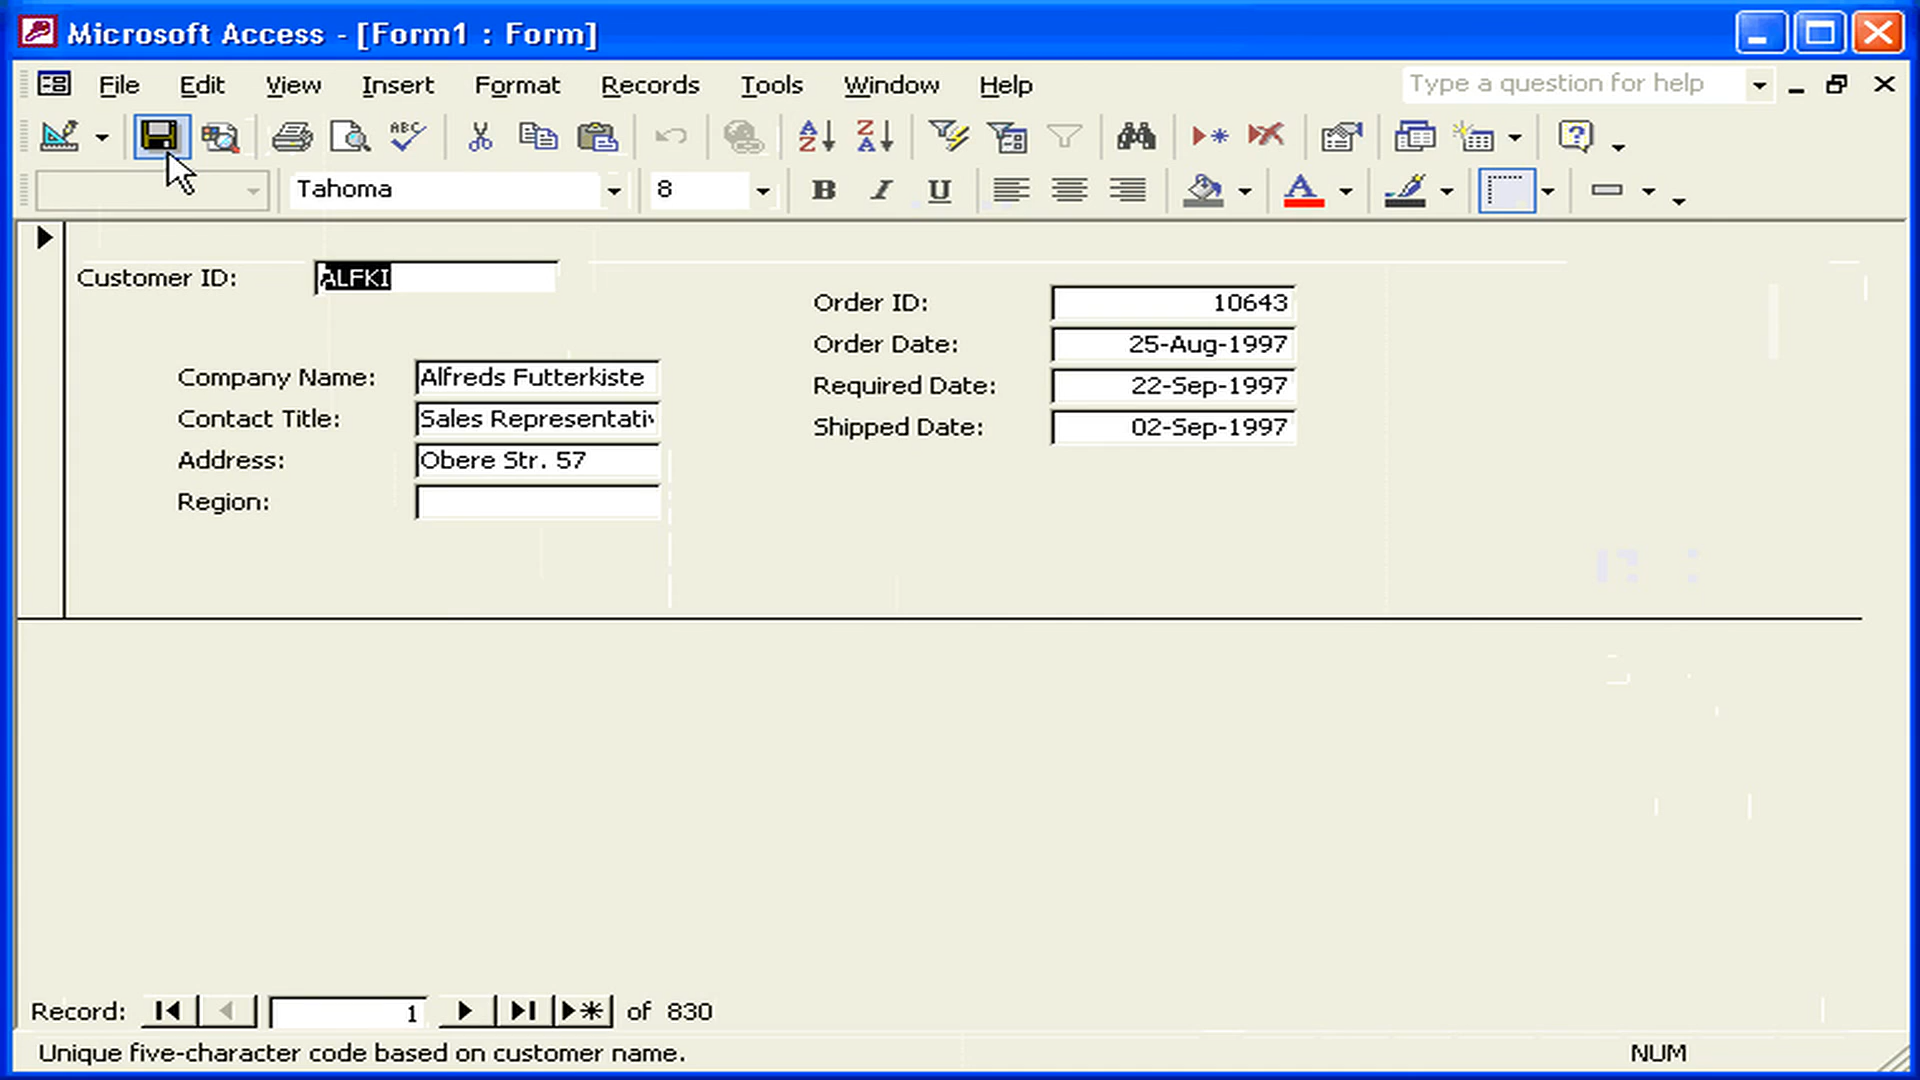 Microsoft Access - [Form1 : Form]
File Edit View Insert Format Records Tools Window Help Type a question for help
ABC A Z Z A
Tahoma 8 B I U A
Customer ID: ALFKI
Order ID: 10643
Order Date: 25-Aug-1997
Company Name: Alfreds Futterkiste
Required Date: 22-Sep-1997
Contact Title: Sales Representativ
Shipped Date: 02-Sep-1997
Address: Obere Str. 57
Region:
Record: 1 of 830
Unique five-character code based on customer name. NUM